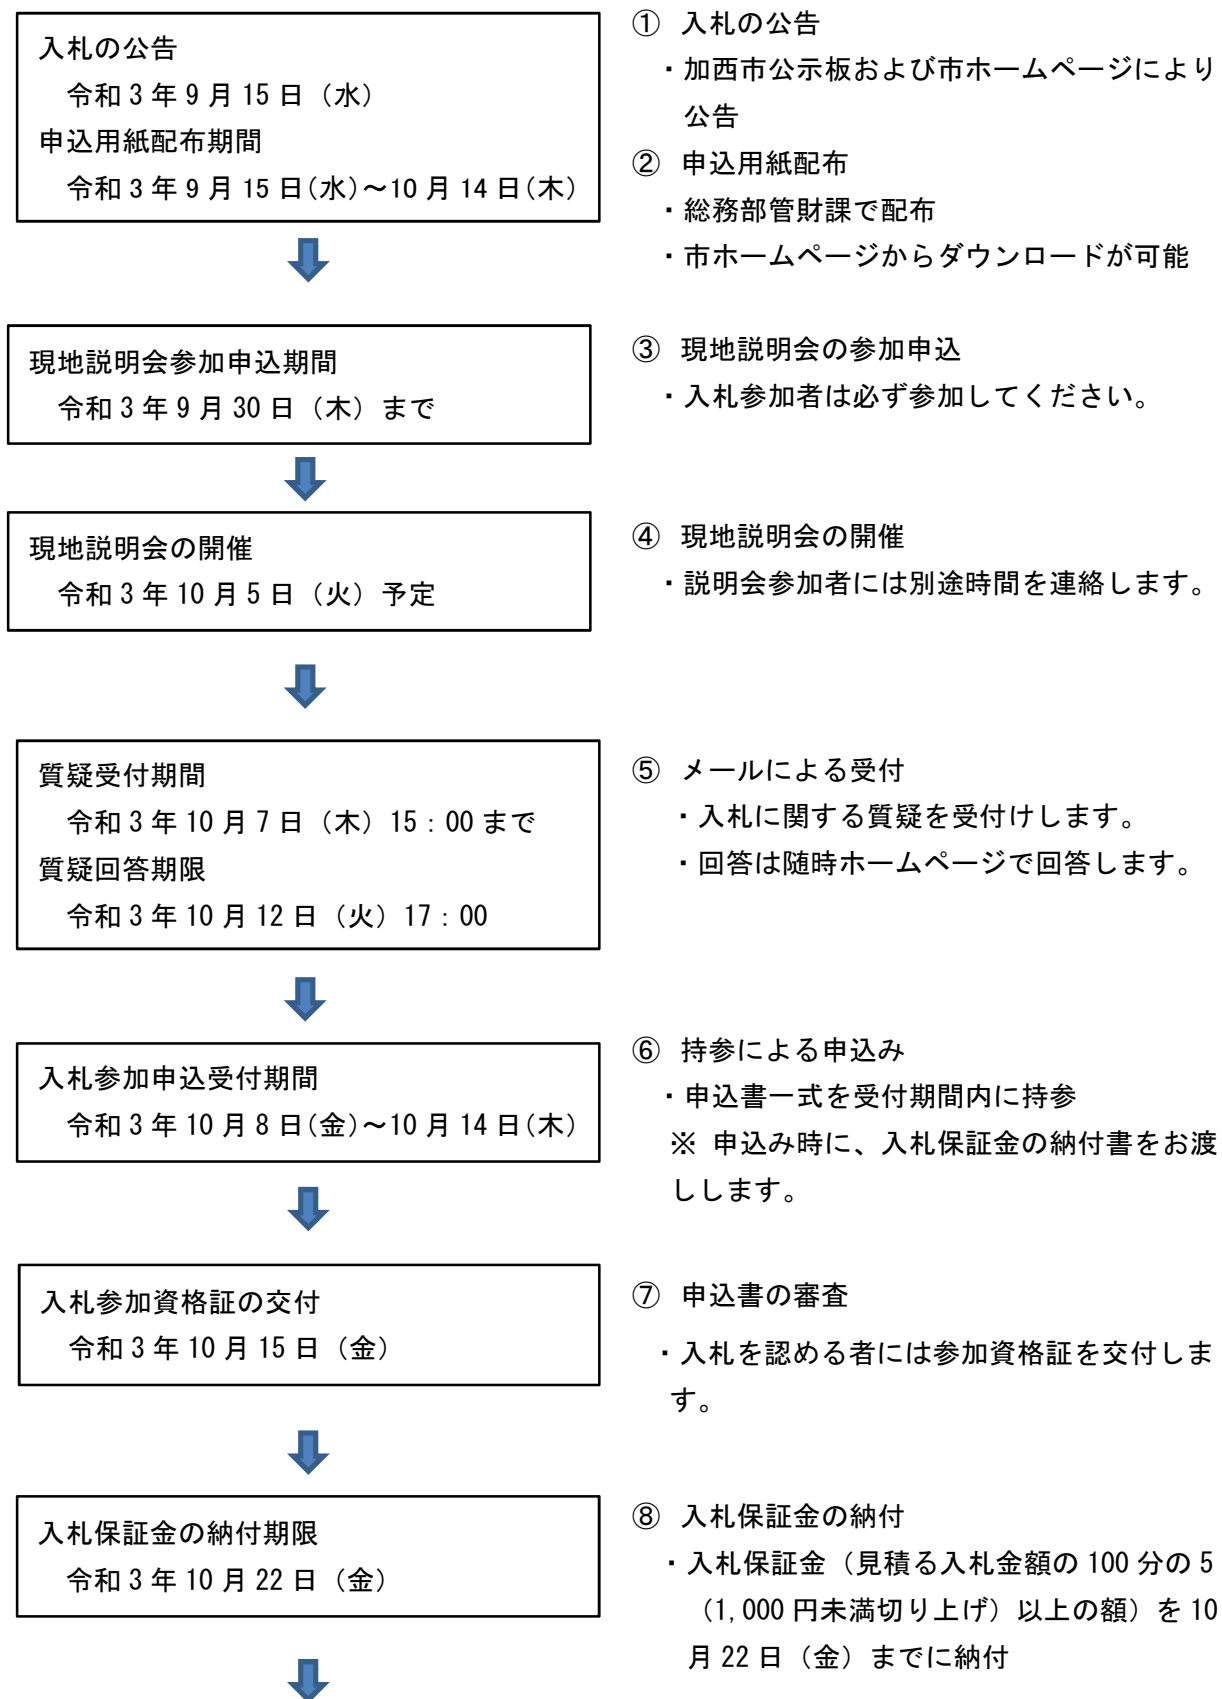 入札の公告
令和3年9月15日（水）
申込用紙配布期間
令和3年9月15日(水)～10月14日(木)
① 入札の公告
・加西市公示板および市ホームページにより
公告
② 申込用紙配布
・総務部管財課で配布
・市ホームページからダウンロードが可能
現地説明会参加申込期間
令和3年9月30日（木）まで
③ 現地説明会の参加申込
・入札参加者は必ず参加してください。
現地説明会の開催
令和3年10月5日（火）予定
④ 現地説明会の開催
・説明会参加者には別途時間を連絡します。
質疑受付期間
令和3年10月7日（木）15：00まで
質疑回答期限
令和3年10月12日（火）17：00
⑤ メールによる受付
・入札に関する質疑を受付けします。
・回答は随時ホームページで回答します。
入札参加申込受付期間
令和3年10月8日(金)～10月14日(木)
⑥ 持参による申込み
・申込書一式を受付期間内に持参
※ 申込み時に、入札保証金の納付書をお渡
しします。
入札参加資格証の交付
令和3年10月15日（金）
⑦ 申込書の審査
・入札を認める者には参加資格証を交付しま
す。
入札保証金の納付期限
令和3年10月22日（金）
⑧ 入札保証金の納付
・入札保証金（見積る入札金額の100分の5
（1,000円未満切り上げ）以上の額）を10
月22日（金）までに納付